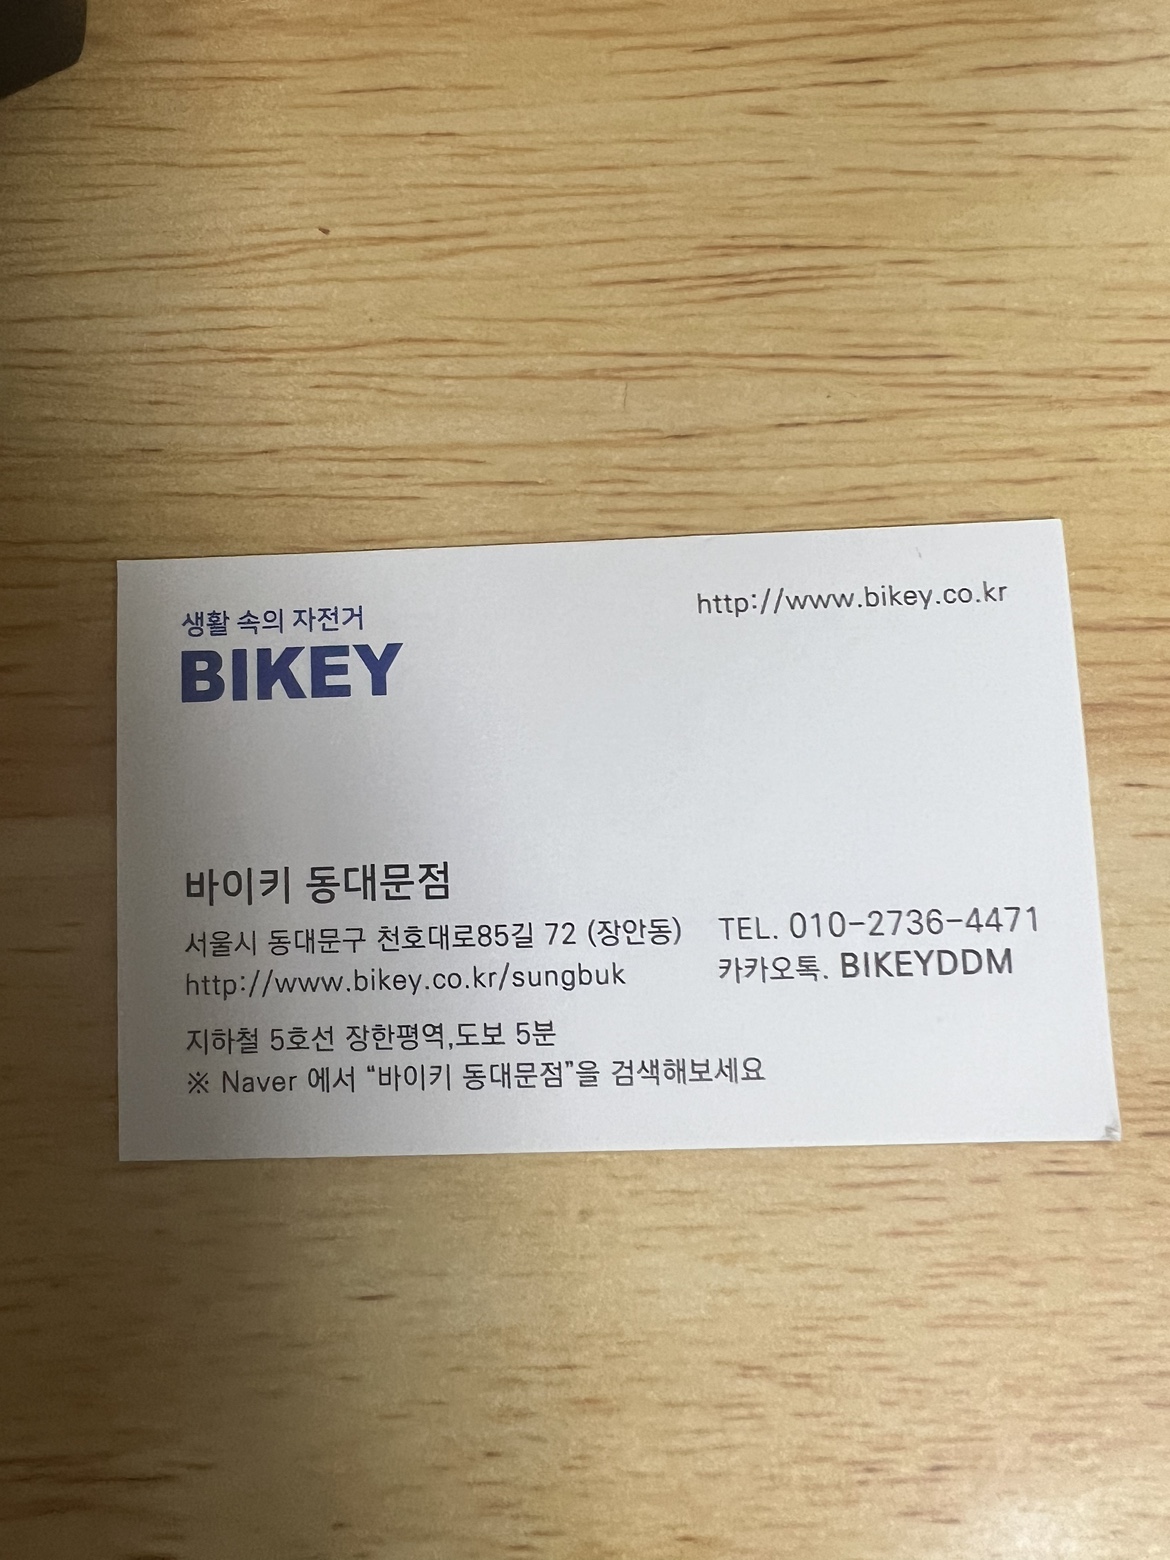 생활 속의 자전거
BIKEY
http://www.bikey.co.kr
바이키 동대문점
서울시 동대문구 천호대로85길 72 (장안동)
http://www.bikey.co.kr/sungbuk
TEL. 010-2736-4471
카카오톡. BIKEYDDM
지하철 5호선 장한평역,도보 5분
※ Naver 에서 “바이키 동대문점”을 검색해보세요